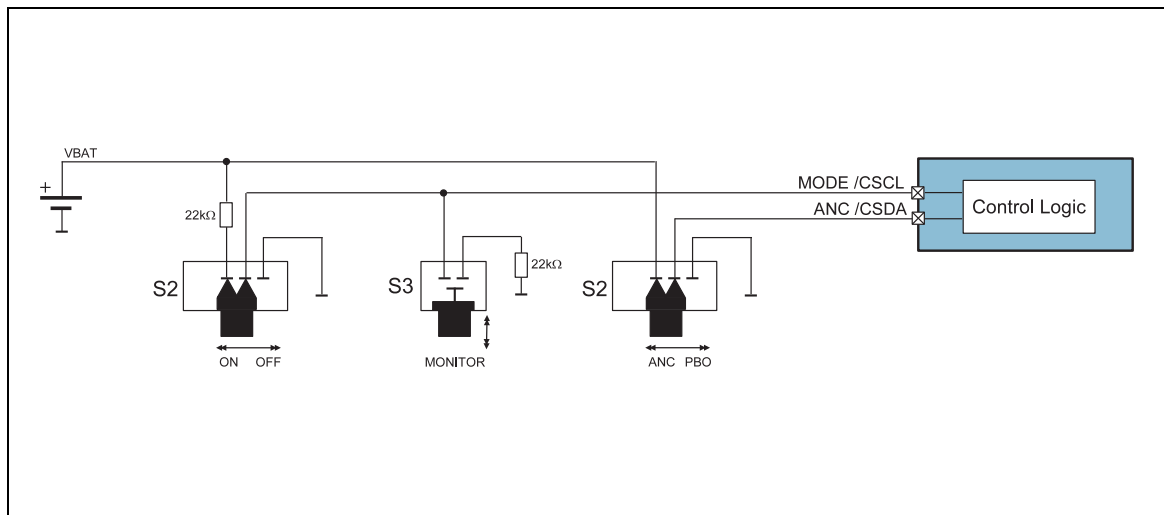 VBAT
+
22kΩ
MODE /CSCL
ANC /CSDA
Control Logic
S2
S3
22kΩ
S2
ON OFF
MONITOR
ANC PBO